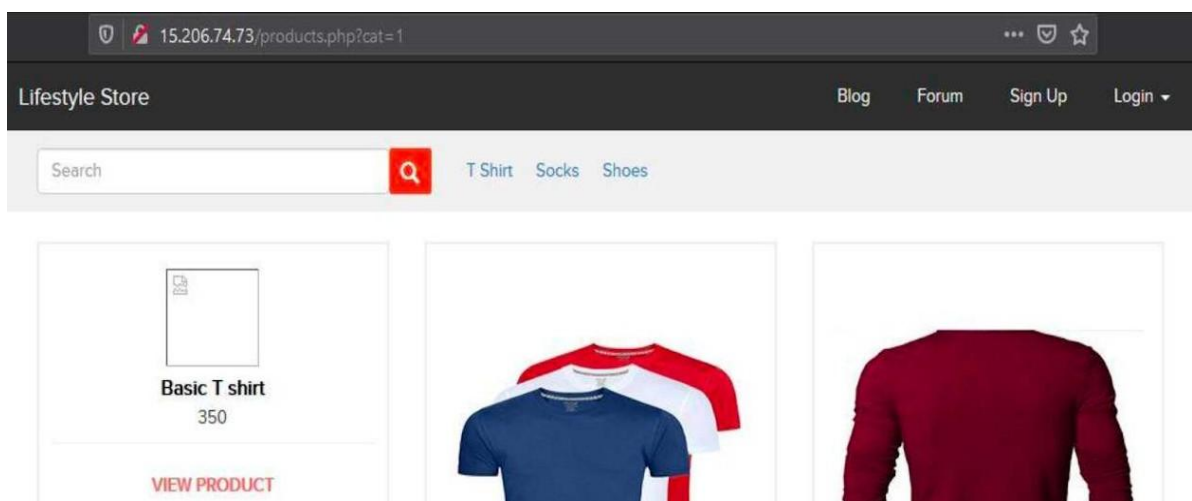 15.206.74.73/products.php?cat=1
Lifestyle Store
Blog Forum Sign Up Login
Search
T Shirt Socks Shoes
Basic T shirt
350
VIEW PRODUCT